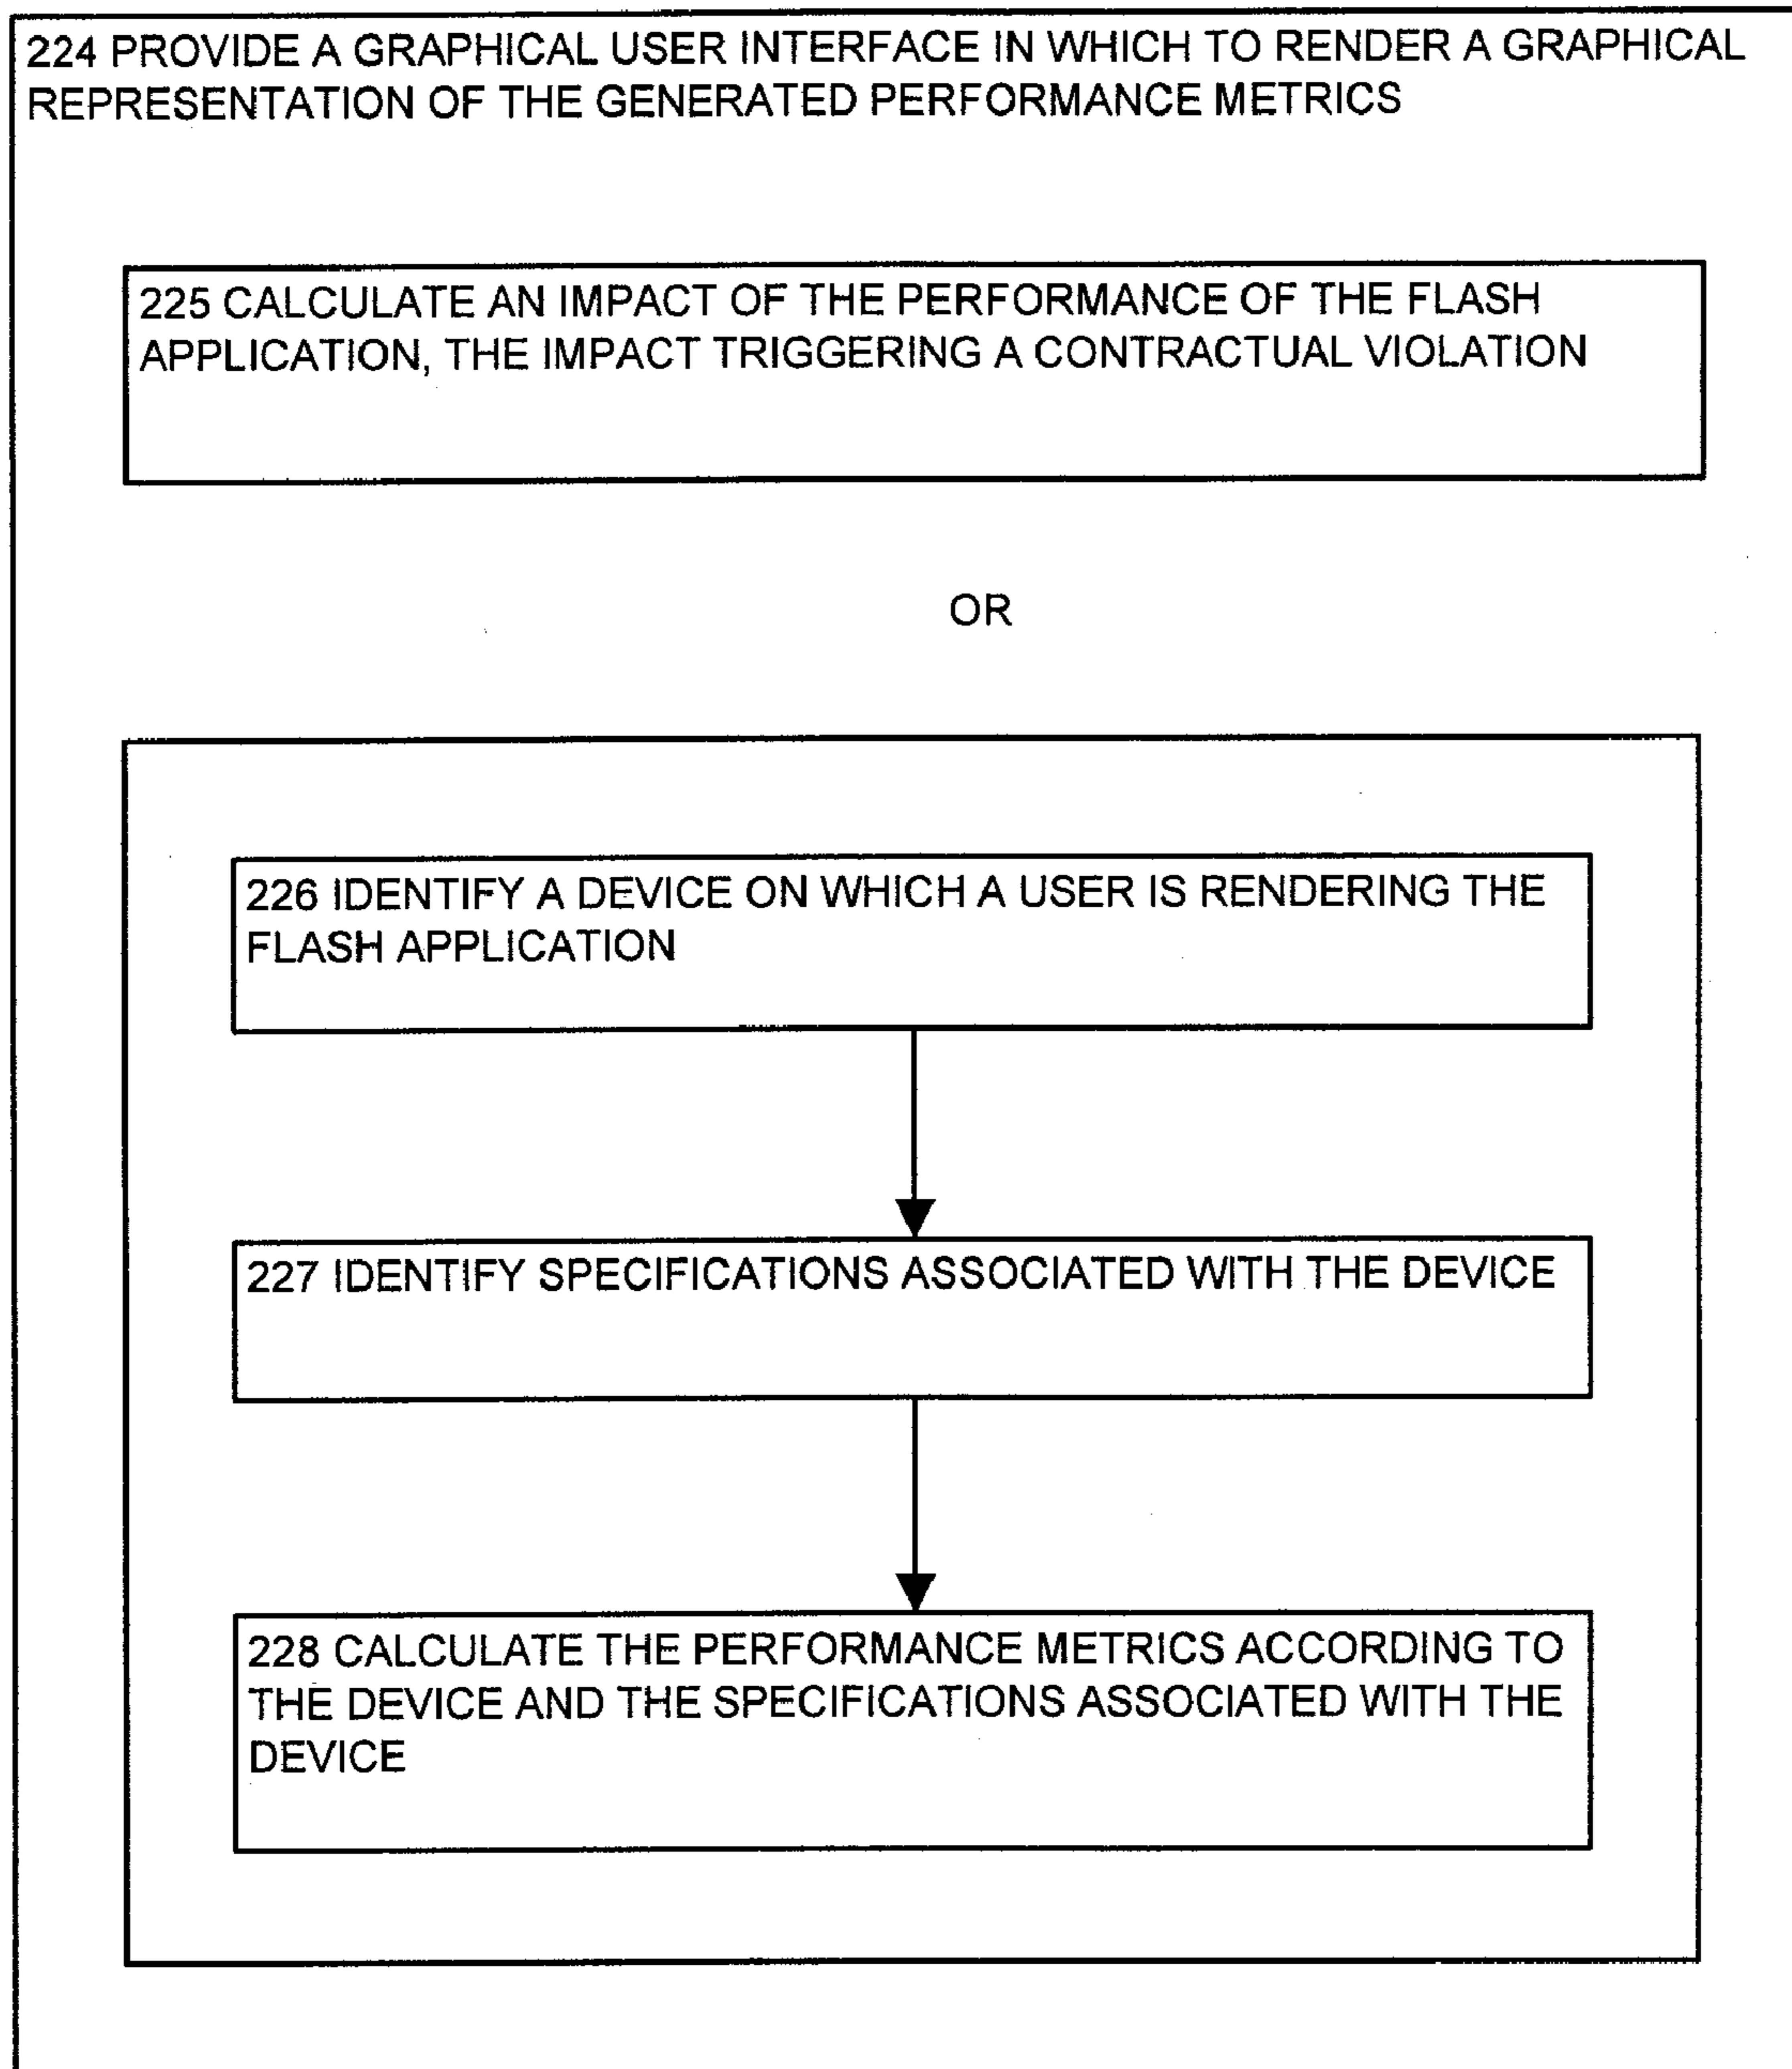 224 PROVIDE A GRAPHICAL USER INTERFACE IN WHICH TO RENDER A GRAPHICAL
REPRESENTATION OF THE GENERATED PERFORMANCE METRICS
225 CALCULATE AN IMPACT OF THE PERFORMANCE OF THE FLASH
APPLICATION, THE IMPACT TRIGGERING A CONTRACTUAL VIOLATION
OR
226 IDENTIFY A DEVICE ON WHICH A USER IS RENDERING THE
FLASH APPLICATION
227 IDENTIFY SPECIFICATIONS ASSOCIATED WITH THE DEVICE
228 CALCULATE THE PERFORMANCE METRICS ACCORDING TO
THE DEVICE AND THE SPECIFICATIONS ASSOCIATED WITH THE
DEVICE